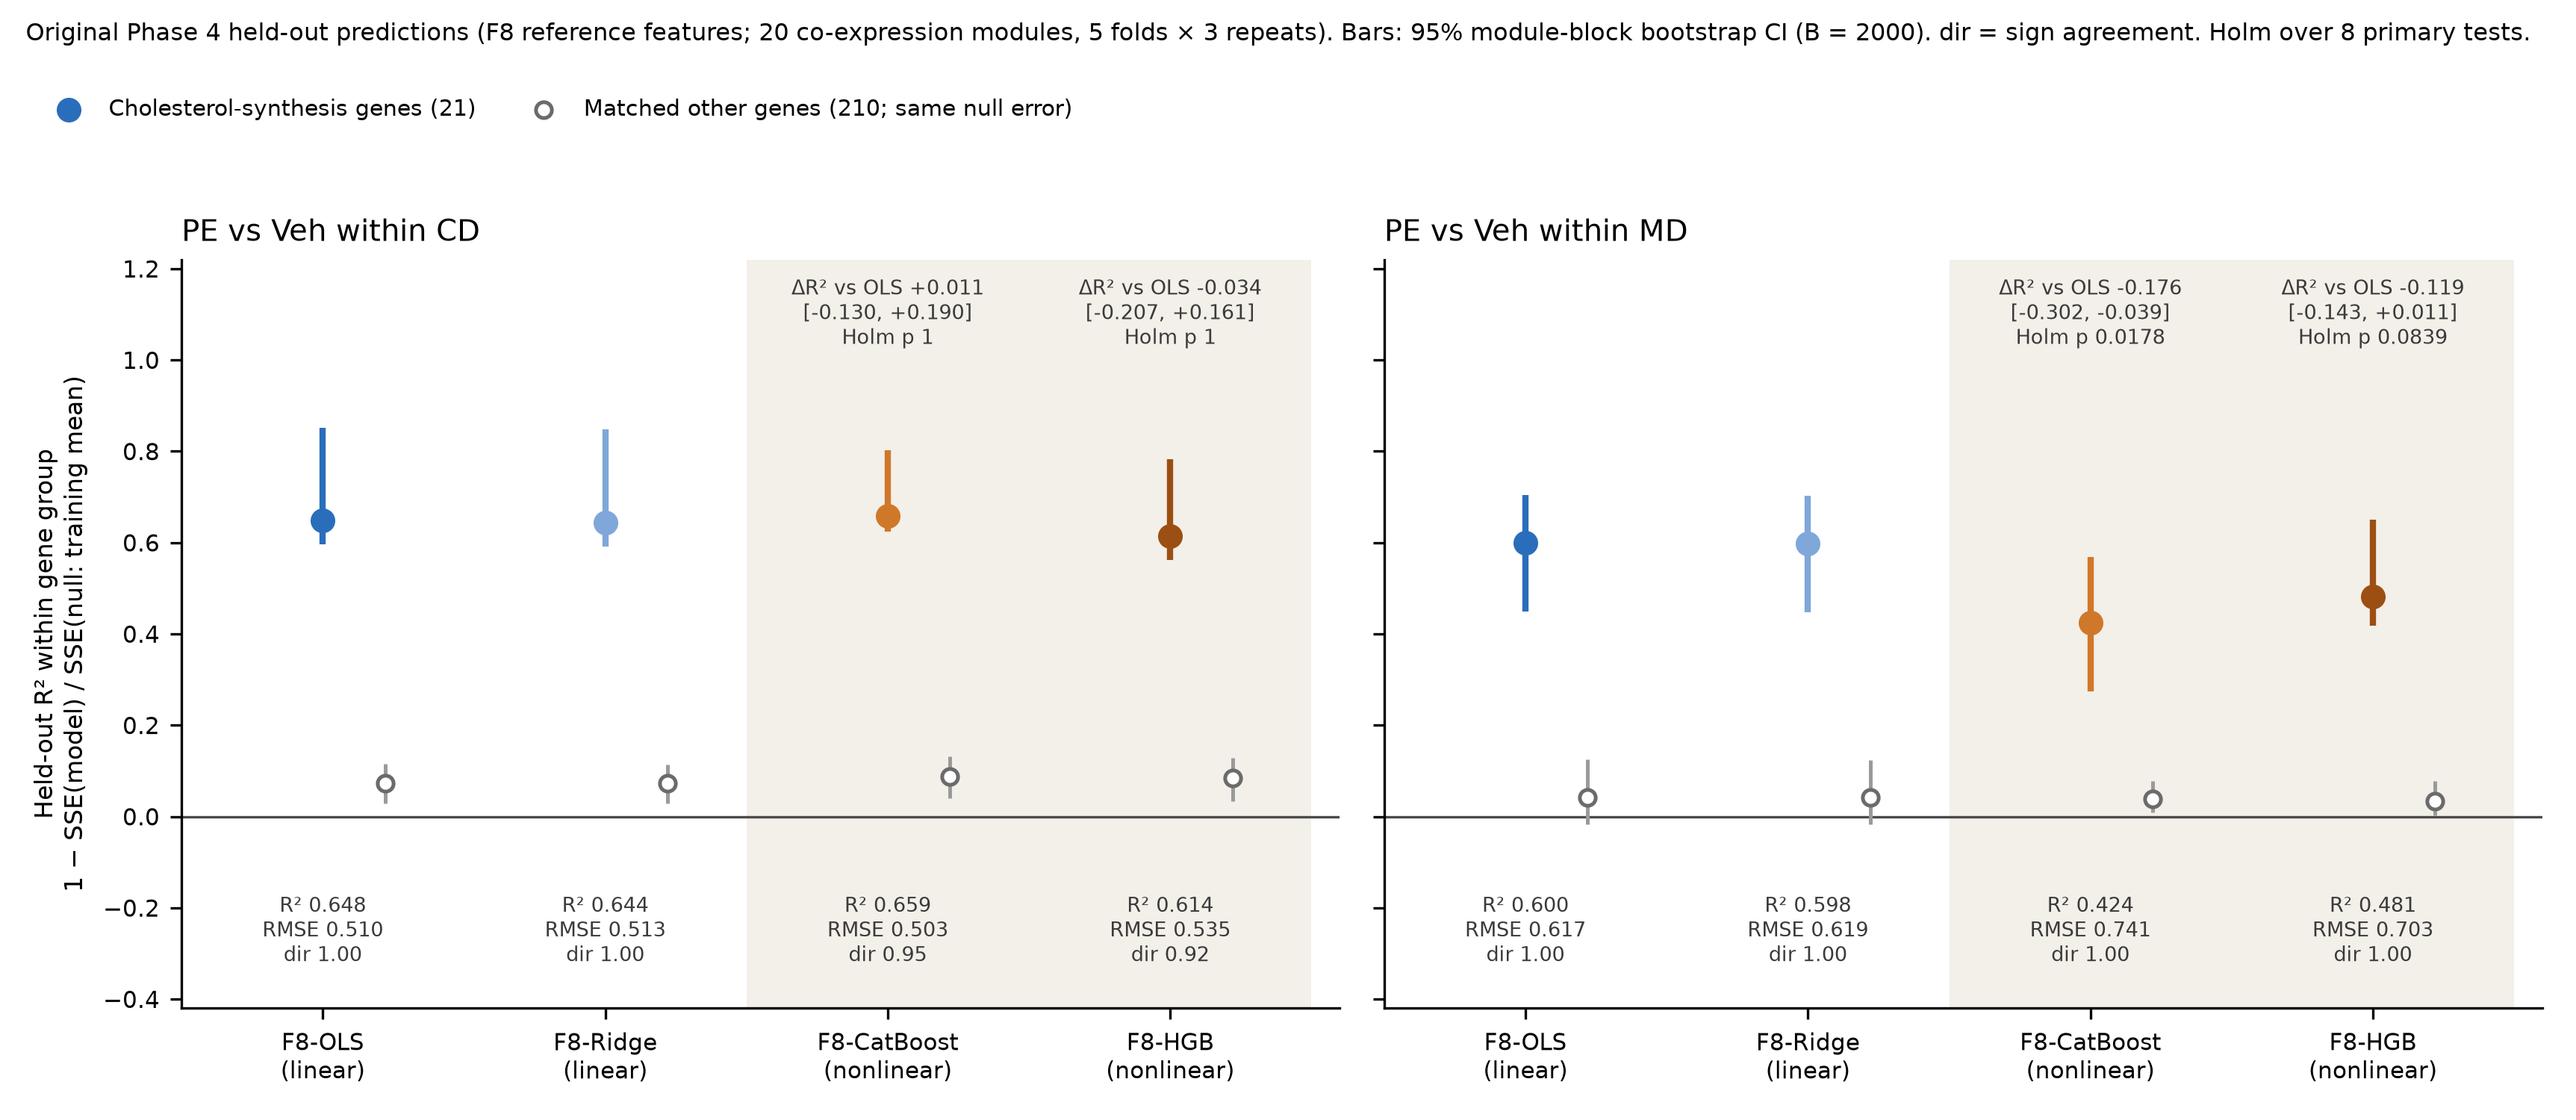 Original Phase 4 held-out predictions (F8 reference features; 20 co-expression modules, 5 folds × 3 repeats). Bars: 95% module-block bootstrap CI (B = 2000). dir = sign agreement. Holm over 8 primary tests.
Cholesterol-synthesis genes (21)
Matched other genes (210; same null error)
PE vs Veh within CD
Held-out R² within gene group
1 − SSE(model) / SSE(null: training mean)
1.2
1.0
0.8
0.6
0.4
0.2
0.0
−0.2
−0.4
ΔR² vs OLS +0.011
[-0.130, +0.190]
Holm p 1
ΔR² vs OLS -0.034
[-0.207, +0.161]
Holm p 1
R² 0.648
RMSE 0.510
dir 1.00
R² 0.644
RMSE 0.513
dir 1.00
R² 0.659
RMSE 0.503
dir 0.95
R² 0.614
RMSE 0.535
dir 0.92
F8-OLS
(linear)
F8-Ridge
(linear)
F8-CatBoost
(nonlinear)
F8-HGB
(nonlinear)
PE vs Veh within MD
ΔR² vs OLS -0.176
[-0.302, -0.039]
Holm p 0.0178
ΔR² vs OLS -0.119
[-0.143, +0.011]
Holm p 0.0839
R² 0.600
RMSE 0.617
dir 1.00
R² 0.598
RMSE 0.619
dir 1.00
R² 0.424
RMSE 0.741
dir 1.00
R² 0.481
RMSE 0.703
dir 1.00
F8-OLS
(linear)
F8-Ridge
(linear)
F8-CatBoost
(nonlinear)
F8-HGB
(nonlinear)